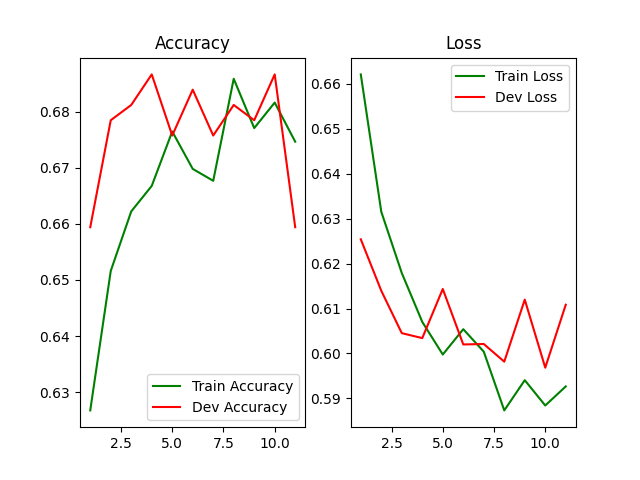 Accuracy
0.68
0.67
0.66
0.65
0.64
0.63
2.5 5.0 7.5 10.0
Train Accuracy
Dev Accuracy
Loss
0.66
0.65
0.64
0.63
0.62
0.61
0.60
0.59
2.5 5.0 7.5 10.0
Train Loss
Dev Loss